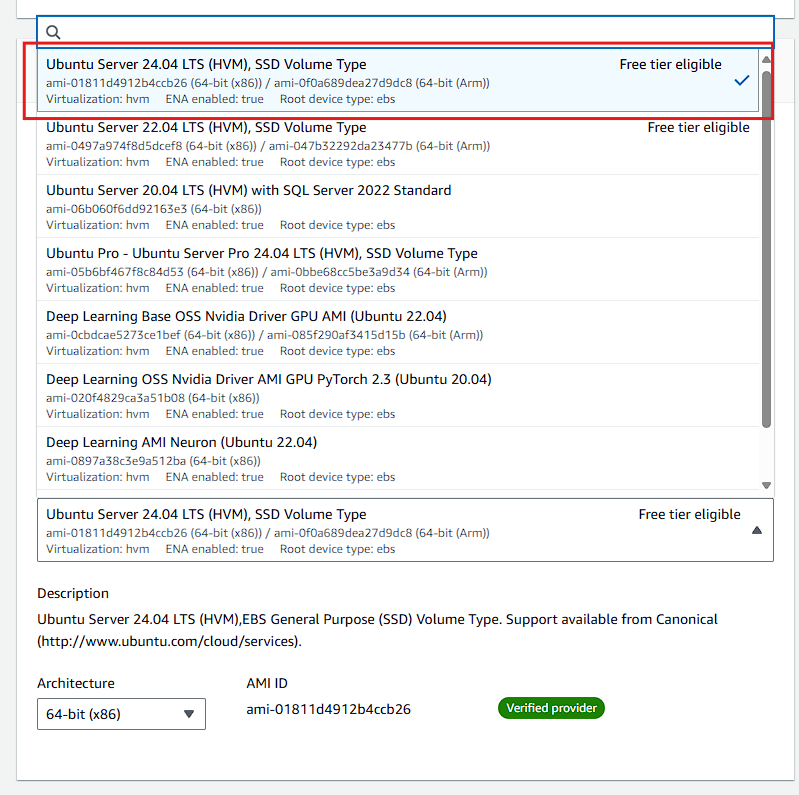 Ubuntu Server 24.04 LTS (HVM), SSD Volume Type Free tier eligible
ami-01811d4912b4ccb26 (64-bit (x86)) / ami-0f0a689dea27d9dc8 (64-bit (Arm))
Virtualization: hvm ENA enabled: true Root device type: ebs
Ubuntu Server 22.04 LTS (HVM), SSD Volume Type Free tier eligible
ami-0497a974f8d5dcef8 (64-bit (x86)) / ami-047b32292da23477b (64-bit (Arm))
Virtualization: hvm ENA enabled: true Root device type: ebs
Ubuntu Server 20.04 LTS (HVM) with SQL Server 2022 Standard
ami-06b060f6dd92163e3 (64-bit (x86))
Virtualization: hvm ENA enabled: true Root device type: ebs
Ubuntu Pro - Ubuntu Server Pro 24.04 LTS (HVM), SSD Volume Type
ami-05b6bf467f8c84d53 (64-bit (x86)) / ami-0bbe68cc5be3a9d34 (64-bit (Arm))
Virtualization: hvm ENA enabled: true Root device type: ebs
Deep Learning Base OSS Nvidia Driver GPU AMI (Ubuntu 22.04)
ami-0cbdcae5273ce1bef (64-bit (x86)) / ami-085f290af3415d15b (64-bit (Arm))
Virtualization: hvm ENA enabled: true Root device type: ebs
Deep Learning OSS Nvidia Driver AMI GPU PyTorch 2.3 (Ubuntu 20.04)
ami-020f4829ca3a51b08 (64-bit (x86))
Virtualization: hvm ENA enabled: true Root device type: ebs
Deep Learning AMI Neuron (Ubuntu 22.04)
ami-0897a38c3e9a512ba (64-bit (x86))
Virtualization: hvm ENA enabled: true Root device type: ebs
Ubuntu Server 24.04 LTS (HVM), SSD Volume Type Free tier eligible
ami-01811d4912b4ccb26 (64-bit (x86)) / ami-0f0a689dea27d9dc8 (64-bit (Arm))
Virtualization: hvm ENA enabled: true Root device type: ebs
Description
Ubuntu Server 24.04 LTS (HVM),EBS General Purpose (SSD) Volume Type. Support available from Canonical
(http://www.ubuntu.com/cloud/services).
Architecture AMI ID
64-bit (x86) ami-01811d4912b4ccb26 Verified provider